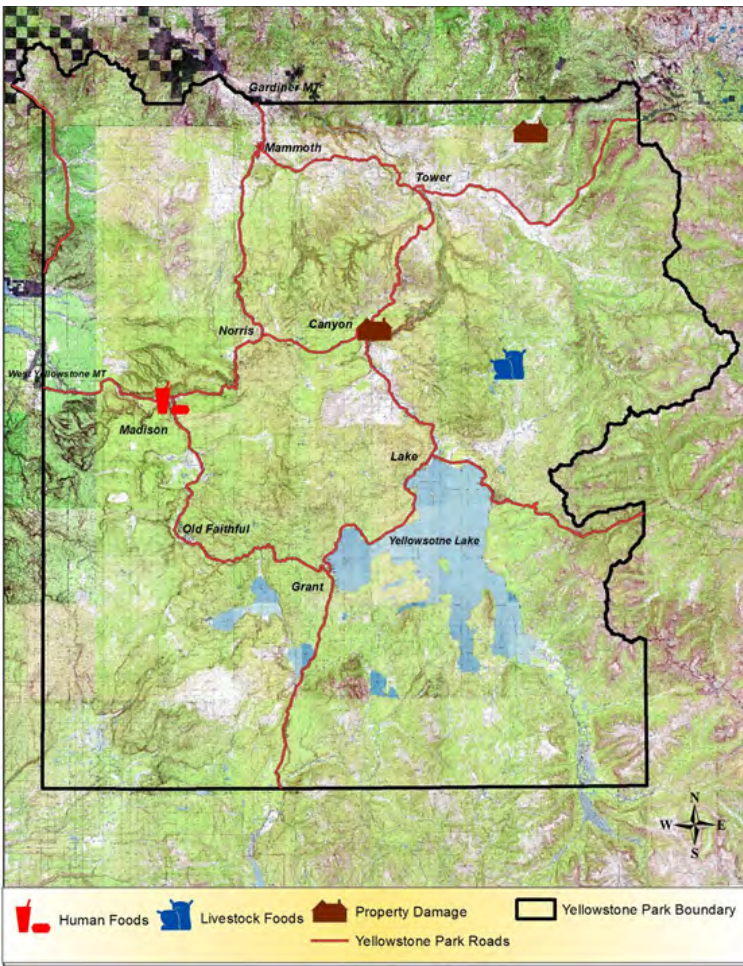 Gardiner MT
Mammoth
Tower
Norris
Canyon
West Yellowstone MT
Madison
Lake
Old Faithful
Yellowsotne Lake
Grant
N
W E
S
Human Foods
Livestock Foods
Property Damage
Yellowstone Park Boundary
Yellowstone Park Roads